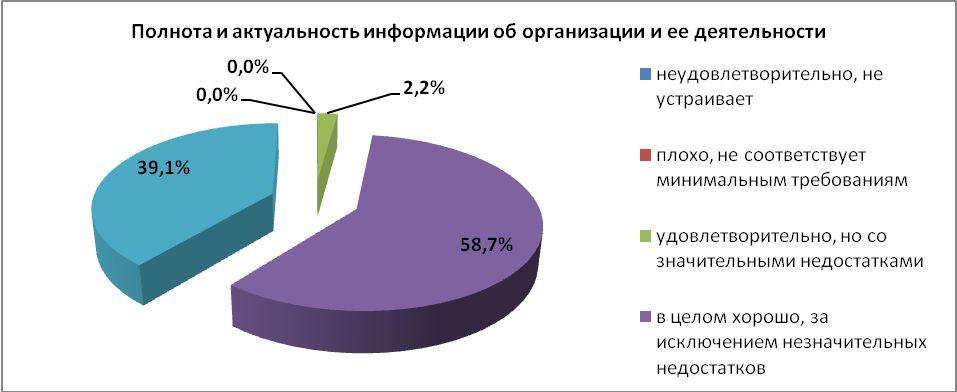 Полнота и актуальность информации об организации и ее деятельности
0,0%
0,0%
2,2%
39,1%
58,7%
неудовлетворительно, не
устраивает
плохо, не соответствует
минимальным требованиям
удовлетворительно, но со
значительными недостатками
в целом хорошо, за
исключением незначительных
недостатков